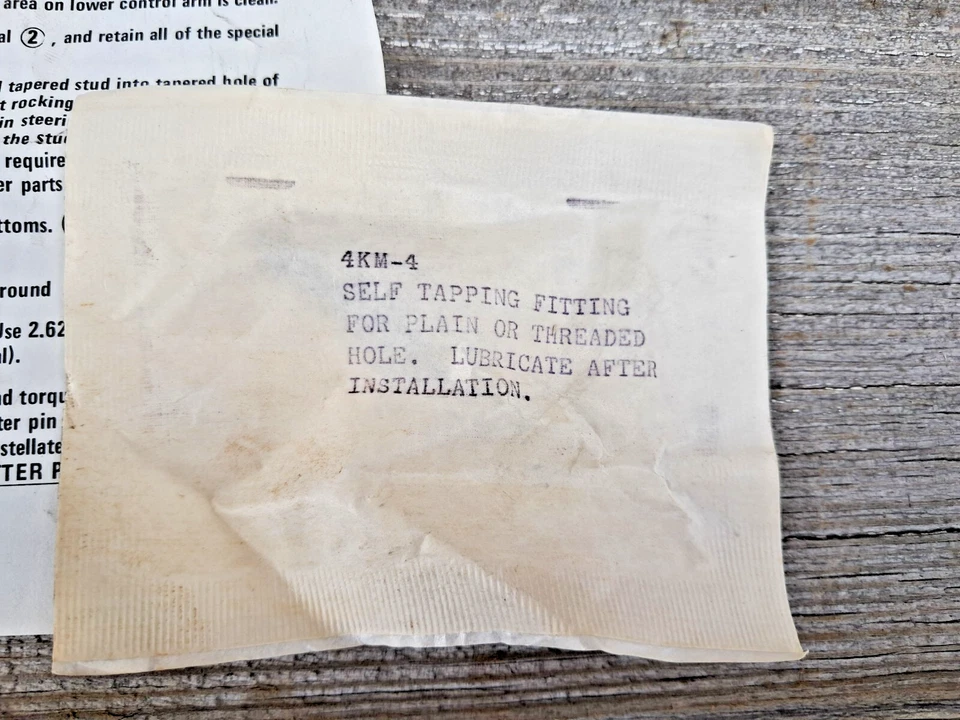 area on lower control arm is clean.
al 2 , and retain all of the special
tapered stud into tapered hole of
t rocking
in steeri
the Stu
require
er parts
ttoms. (
round
Use 2.62
l).
nd torqu
ter pin
stellate
TTER P
4KM-4
SELF TAPPING FITTING
FOR PLAIN OR THREADED
HOLE. LUBRICATE AFTER
INSTALLATION.